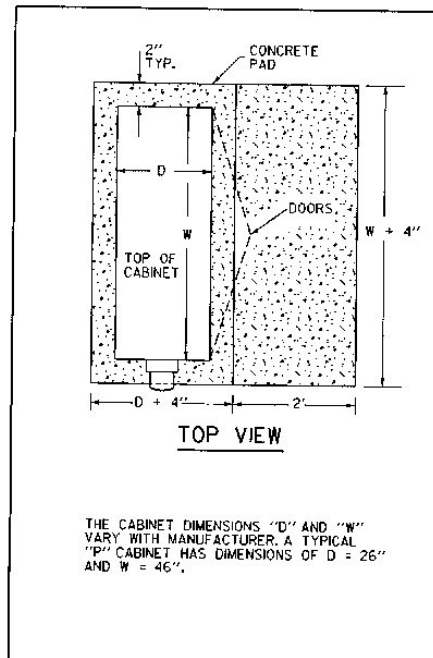 2"
TYP.
CONCRETE
PAD
D
W
DOORS
W + 4"
TOP OF
CABINET
D + 4"
2'
TOP VIEW
THE CABINET DIMENSIONS "D" AND "W"
VARY WITH MANUFACTURER. A TYPICAL
"P" CABINET HAS DIMENSIONS OF D = 26"
AND W = 46".